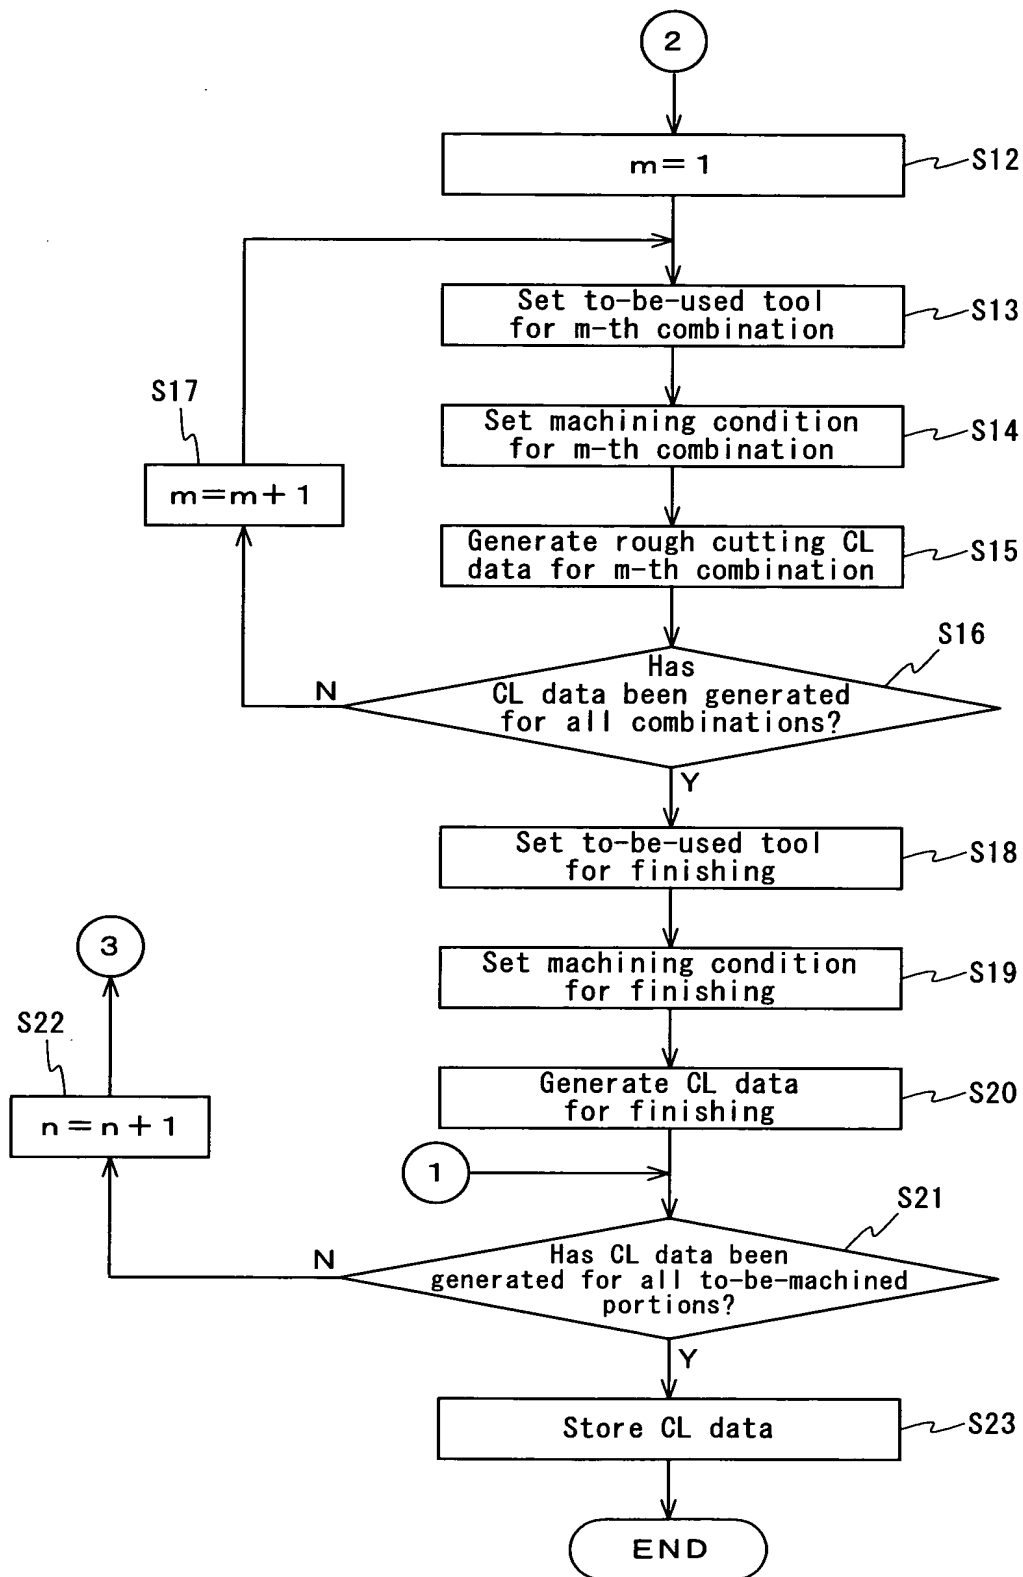 2
m=1
S12
Set to-be-used tool
for m-th combination
S13
S17
Set machining condition
for m-th combination
S14
m=m+1
Generate rough cutting CL
data for m-th combination
S15
S16
Has
CL data been generated
for all combinations?
N
Y
Set to-be-used tool
for finishing
S18
3
Set machining condition
for finishing
S19
S22
Generate CL data
for finishing
S20
n=n+1
1
S21
Has CL data been
generated for all to-be-machined
portions?
N
Y
Store CL data
S23
END